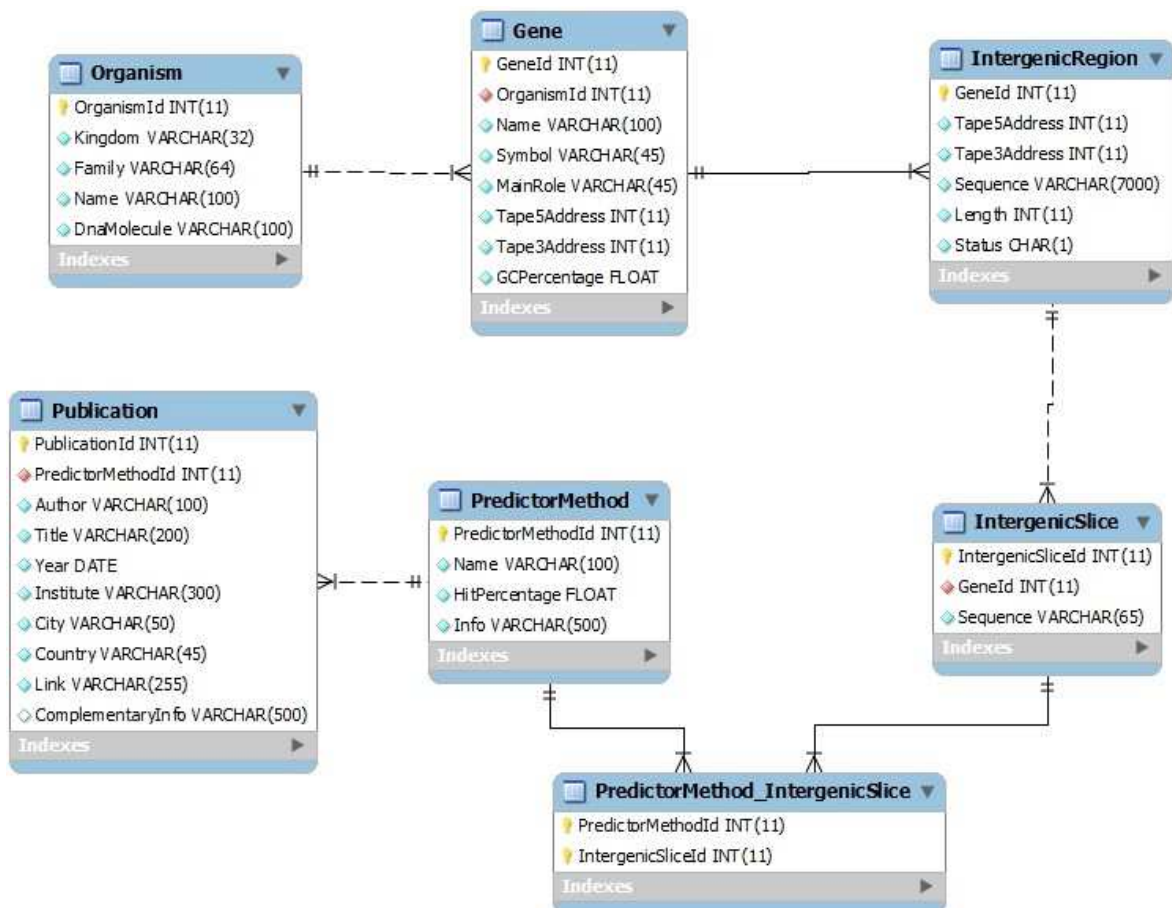 Organism
OrganismId INT(11)
Kingdom VARCHAR(32)
Family VARCHAR(64)
Name VARCHAR(100)
DnaMolecule VARCHAR(100)
Indexes
Gene
GeneId INT(11)
OrganismId INT(11)
Name VARCHAR(100)
Symbol VARCHAR(45)
MainRole VARCHAR(45)
Tape5Address INT(11)
Tape3Address INT(11)
GCPercentage FLOAT
Indexes
IntergenicRegion
GeneId INT(11)
Tape5Address INT(11)
Tape3Address INT(11)
Sequence VARCHAR(7000)
Length INT(11)
Status CHAR(1)
Indexes
Publication
PublicationId INT(11)
PredictorMethodId INT(11)
Author VARCHAR(100)
Title VARCHAR(200)
Year DATE
Institute VARCHAR(300)
City VARCHAR(50)
Country VARCHAR(45)
Link VARCHAR(255)
ComplementaryInfo VARCHAR(500)
Indexes
PredictorMethod
PredictorMethodId INT(11)
Name VARCHAR(100)
HitPercentage FLOAT
Info VARCHAR(500)
Indexes
IntergenicSlice
IntergenicSliceId INT(11)
GeneId INT(11)
Sequence VARCHAR(65)
Indexes
PredictorMethod_IntergenicSlice
PredictorMethodId INT(11)
IntergenicSliceId INT(11)
Indexes